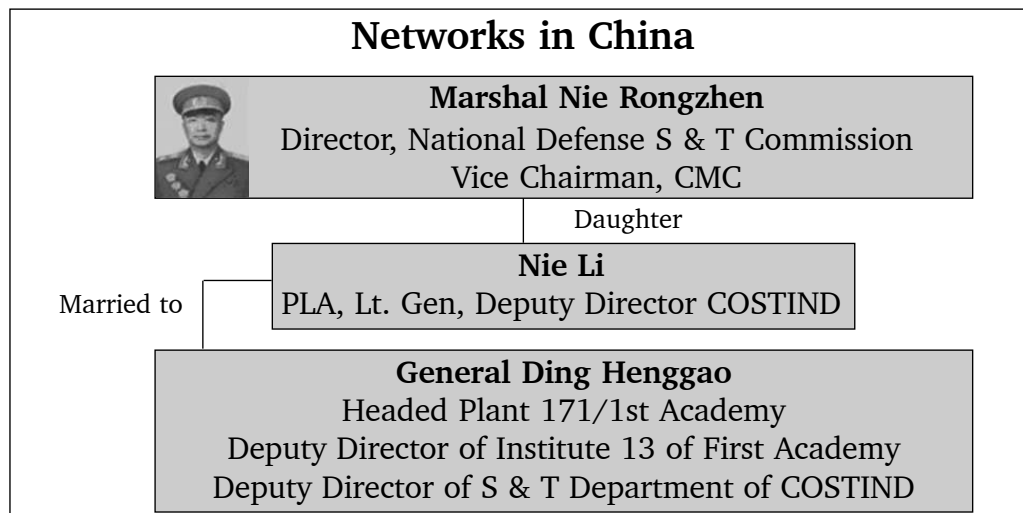 Networks in China
Marshal Nie Rongzhen
Director, National Defense S & T Commission
Vice Chairman, CMC
Daughter
Nie Li
PLA, Lt. Gen, Deputy Director COSTIND
Married to
General Ding Henggao
Headed Plant 171/1st Academy
Deputy Director of Institute 13 of First Academy
Deputy Director of S & T Department of COSTIND